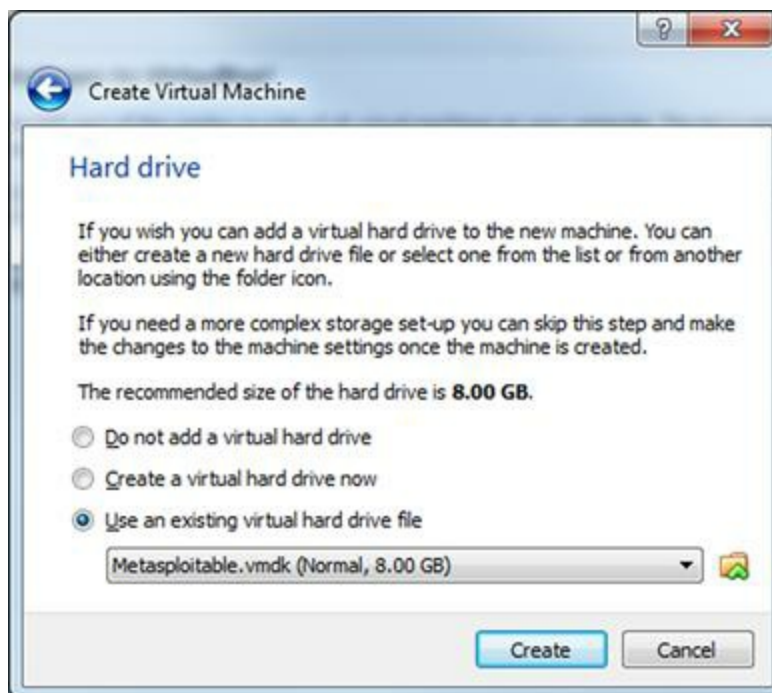 Create Virtual Machine
Hard drive
If you wish you can add a virtual hard drive to the new machine. You can
either create a new hard drive file or select one from the list or from another
location using the folder icon.
If you need a more complex storage set-up you can skip this step and make
the changes to the machine settings once the machine is created.
The recommended size of the hard drive is 8.00 GB.
Do not add a virtual hard drive
Create a virtual hard drive now
Use an existing virtual hard drive file
Metasploitable.vmdk (Normal, 8.00 GB)
Create Cancel